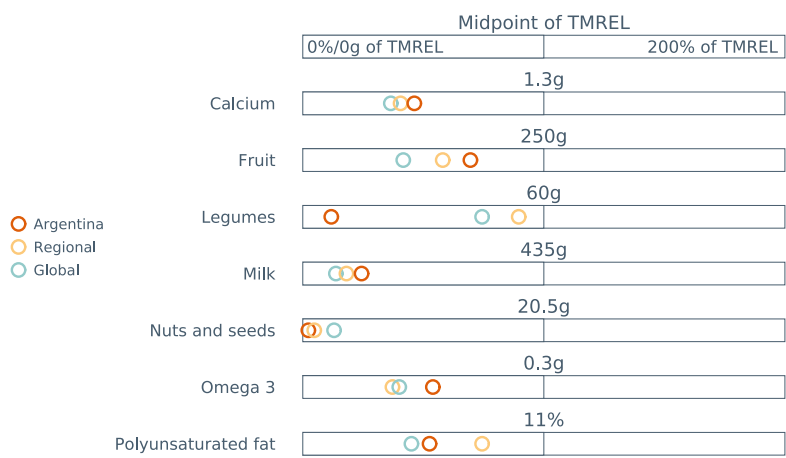 Midpoint of TMREL
0%/0g of TMREL 200% of TMREL
1.3g
Calcium
250g
Fruit
60g
Legumes
Argentina
Regional
Global
435g
Milk
20.5g
Nuts and seeds
0.3g
Omega 3
11%
Polyunsaturated fat